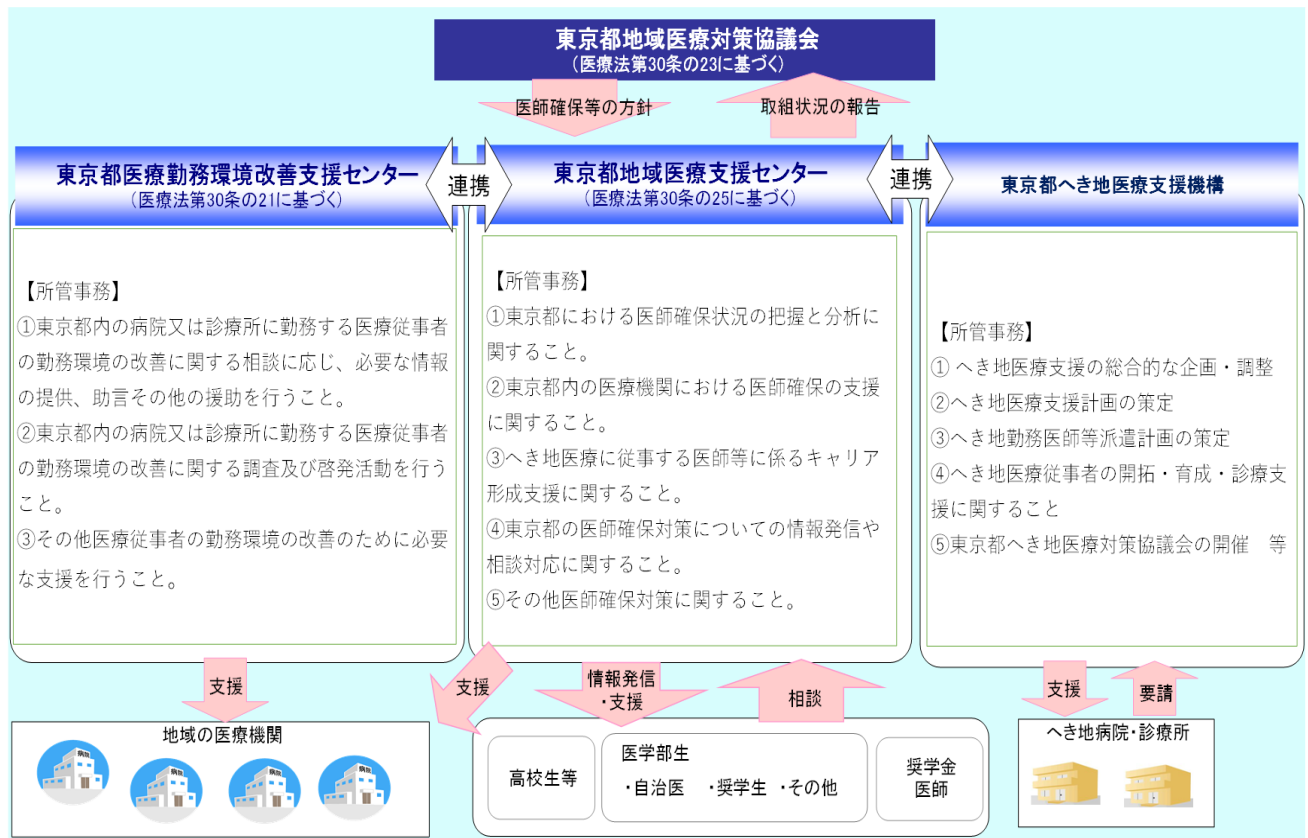 東京都地域医療対策協議会
(医療法第30条の23に基づく)
医師確保等の方針
取組状況の報告
東京都医療勤務環境改善支援センター
(医療法第30条の21に基づく)
連携
東京都地域医療支援センター
(医療法第30条の25に基づく)
連携
東京都へき地医療支援機構
【所管事務】
①東京都内の病院又は診療所に勤務する医療従事者
の勤務環境の改善に関する相談に応じ、必要な情報
の提供、助言その他の援助を行うこと。
②東京都内の病院又は診療所に勤務する医療従事者
の勤務環境の改善に関する調査及び啓発活動を行う
こと。
③その他医療従事者の勤務環境の改善のために必要
な支援を行うこと。
【所管事務】
①東京都における医師確保状況の把握と分析に
関すること。
②東京都内の医療機関における医師確保の支援
に関すること。
③へき地医療に従事する医師等に係るキャリア
形成支援に関すること。
④東京都の医師確保対策についての情報発信や
相談対応に関すること。
⑤その他医師確保対策に関すること。
【所管事務】
① へき地医療支援の総合的な企画・調整
②へき地医療支援計画の策定
③へき地勤務医師等派遣計画の策定
④へき地医療従事者の開拓・育成・診療支
援に関すること
⑤東京都へき地医療対策協議会の開催　等
支援
支援
情報発信
・支援
相談
支援
要請
地域の医療機関
病院
病院
病院
病院
高校生等
医学部生
・自治医　・奨学生　・その他
奨学金
医師
へき地病院・診療所